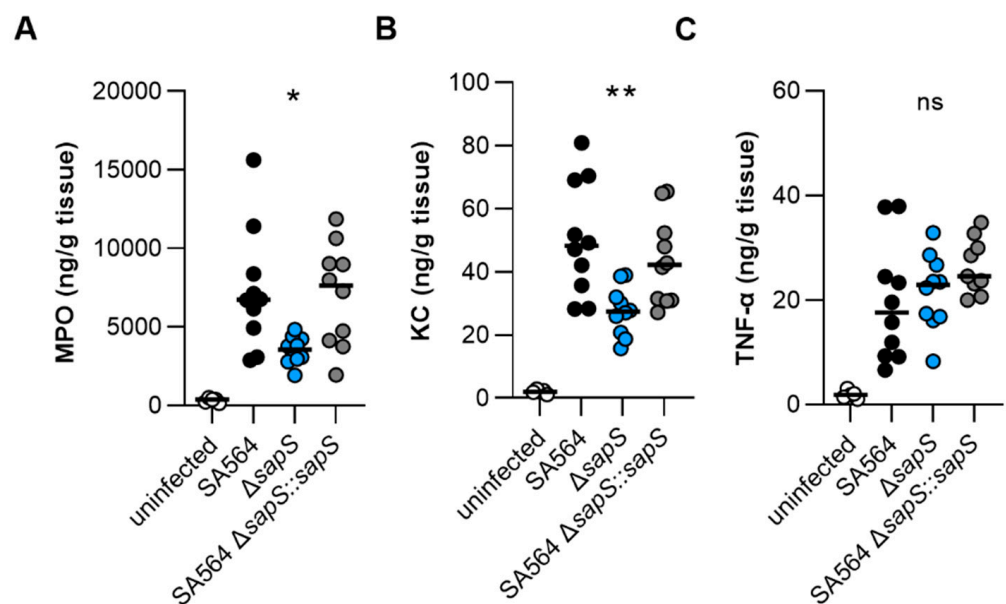 A
B
C
MPO (ng/g tissue)
20000
15000
10000
5000
0
*
uninfected
SA564
ΔsapS
SA564 ΔsapS::sapS
KC (ng/g tissue)
100
80
60
40
20
0
**
uninfected
SA564
ΔsapS
SA564 ΔsapS::sapS
TNF-α (ng/g tissue)
60
40
20
0
ns
uninfected
SA564
ΔsapS
SA564 ΔsapS::sapS